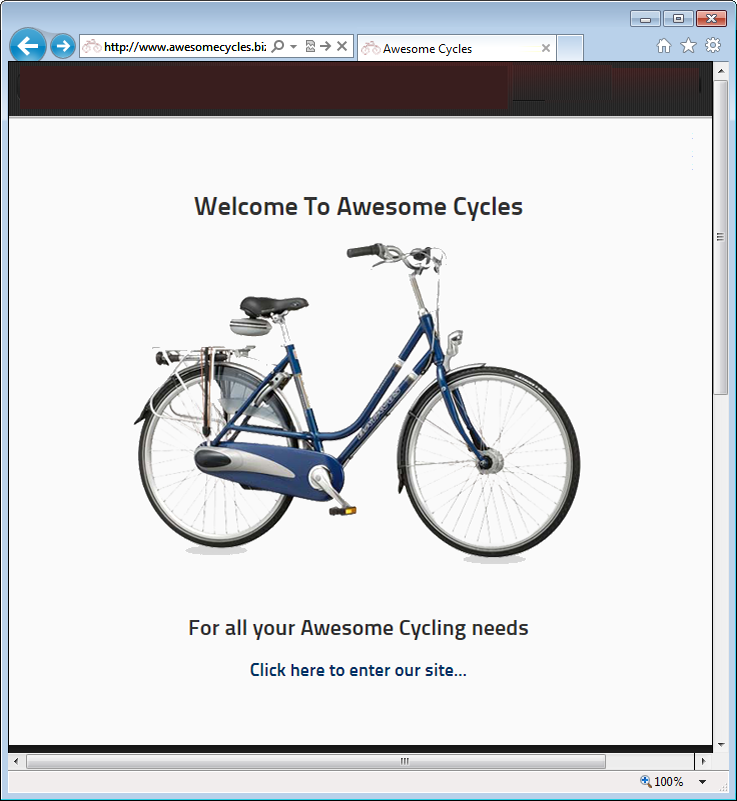 http://www.awesomecycles.bi
Awesome Cycles
Welcome To Awesome Cycles
For all your Awesome Cycling needs
Click here to enter our site...
100%